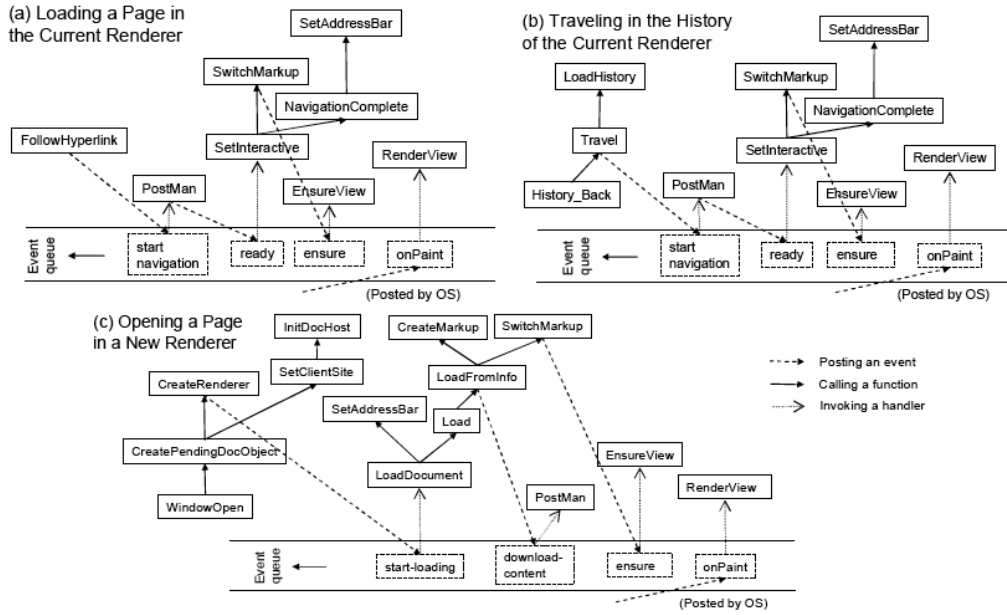 (a) Loading a Page in
the Current Renderer
SetAddressBar
SwitchMarkup
NavigationComplete
FollowHyperlink
SetInteractive
RenderView
PostMan
EnsureView
Event
queue
start
navigation
ready
ensure
onPaint
(Posted by OS)
(b) Traveling in the History
of the Current Renderer
SetAddressBar
LoadHistory
SwitchMarkup
NavigationComplete
Travel
SetInteractive
RenderView
PostMan
History_Back
EnsureView
Event
queue
start
navigation
ready
ensure
onPaint
(Posted by OS)
(c) Opening a Page
in a New Renderer
InitDocHost
CreateMarkup
SwitchMarkup
SetClientSite
LoadFromInfo
CreateRenderer
SetAddressBar
Load
CreatePendingDocObject
LoadDocument
EnsureView
WindowOpen
PostMan
RenderView
Event
queue
start-loading
download-
content
ensure
onPaint
(Posted by OS)
Posting an event
Calling a function
Invoking a handler